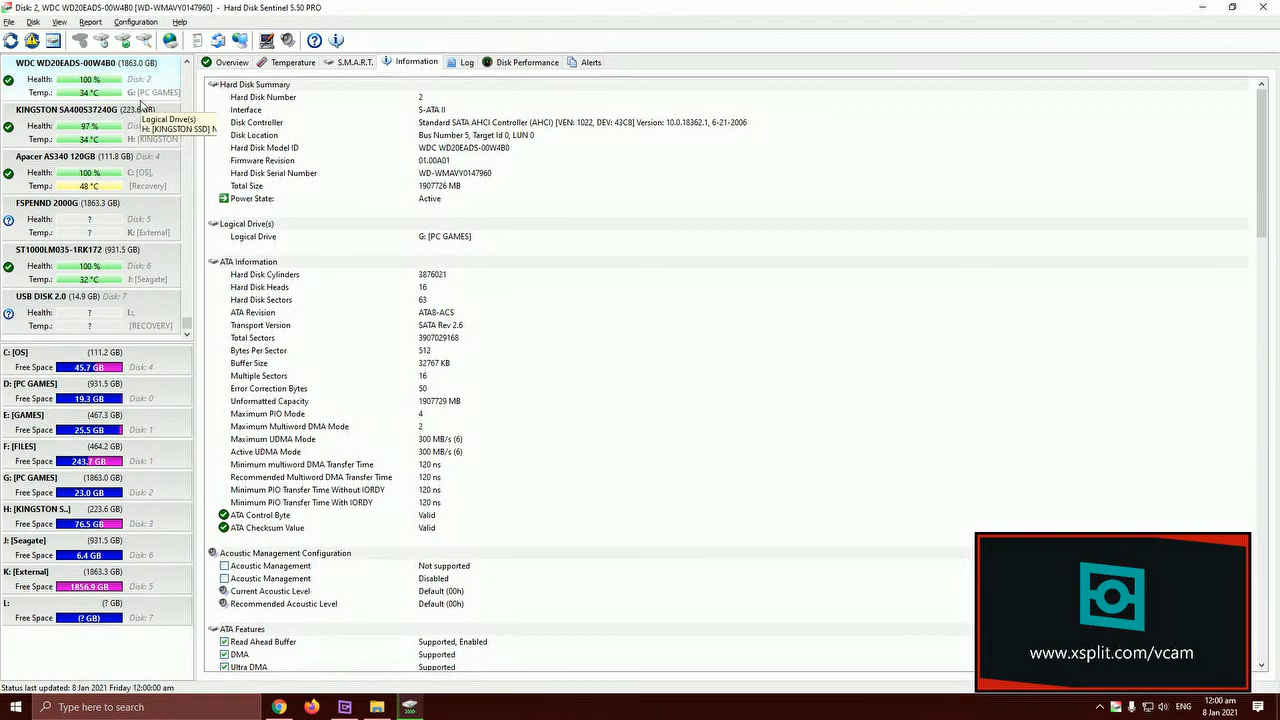 Disk: 2, WDC WD20EADS-00W4B0 [WD-WMAVY0147960] - Hard Disk Sentinel 5.50 PRO
File Disk View Report Configuration Help
WDC WD20EADS-00W4B0 (1863.0 GB)
Health: 100 % Disk: 2
Temp.: 34 °C G: [PC GAMES]
KINGSTON SA400S37240G (223.6 GB)
Health: 97 %
Temp.: 34 °C H: [KINGSTON
Logical Drive(s)
H: [KINGSTON SSD]
Apacer AS340 120GB (111.8 GB) Disk: 4
Health: 100 % C: [OS],
Temp.: 48 °C [Recovery]
FSPENND 2000G (1863.3 GB)
Health: ? Disk: 5
Temp.: ? K: [External]
ST1000LM035-1RK172 (931.5 GB)
Health: 100 % Disk: 6
Temp.: 32 °C J: [Seagate]
USB DISK 2.0 (14.9 GB) Disk: 7
Health: ? L:,
Temp.: ? [RECOVERY]
C: [OS] (111.2 GB)
Free Space 45.7 GB Disk: 4
D: [PC GAMES] (931.5 GB)
Free Space 19.3 GB Disk: 0
E: [GAMES] (467.3 GB)
Free Space 25.5 GB Disk: 1
F: [FILES] (464.2 GB)
Free Space 243.7 GB Disk: 1
G: [PC GAMES] (1863.0 GB)
Free Space 23.0 GB Disk: 2
H: [KINGSTON S..] (223.6 GB)
Free Space 76.5 GB Disk: 3
J: [Seagate] (931.5 GB)
Free Space 6.4 GB Disk: 6
K: [External] (1863.3 GB)
Free Space 1856.9 GB Disk: 5
L: (? GB)
Free Space (? GB) Disk: 7
Overview Temperature S.M.A.R.T. Information Log Disk Performance Alerts
Hard Disk Summary
Hard Disk Number 2
Interface S-ATA II
Disk Controller Standard SATA AHCI Controller (AHCI) [VEN: 1022, DEV: 43C8] Version: 10.0.18362.1, 6-21-2006
Disk Location Bus Number 5, Target Id 0, LUN 0
Hard Disk Model ID WDC WD20EADS-00W4B0
Firmware Revision 01.00A01
Hard Disk Serial Number WD-WMAVY0147960
Total Size 1907726 MB
Power State: Active
Logical Drive(s)
Logical Drive G: [PC GAMES]
ATA Information
Hard Disk Cylinders 3876021
Hard Disk Heads 16
Hard Disk Sectors 63
ATA Revision ATA8-ACS
Transport Version SATA Rev 2.6
Total Sectors 3907029168
Bytes Per Sector 512
Buffer Size 32767 KB
Multiple Sectors 16
Error Correction Bytes 50
Unformatted Capacity 1907729 MB
Maximum PIO Mode 4
Maximum Multiword DMA Mode 2
Maximum UDMA Mode 300 MB/s (6)
Active UDMA Mode 300 MB/s (6)
Minimum multiword DMA Transfer Time 120 ns
Recommended Multiword DMA Transfer Time 120 ns
Minimum PIO Transfer Time Without IORDY 120 ns
Minimum PIO Transfer Time With IORDY 120 ns
ATA Control Byte Valid
ATA Checksum Value Valid
Acoustic Management Configuration
Acoustic Management Not supported
Acoustic Management Disabled
Current Acoustic Level Default (00h)
Recommended Acoustic Level Default (00h)
ATA Features
Read Ahead Buffer Supported, Enabled
DMA Supported
Ultra DMA Supported
www.xsplit.com/vcam
Status last updated: 8 Jan 2021 Friday 12:00:00 am
Type here to search
ENG
12:00 am
8 Jan 2021